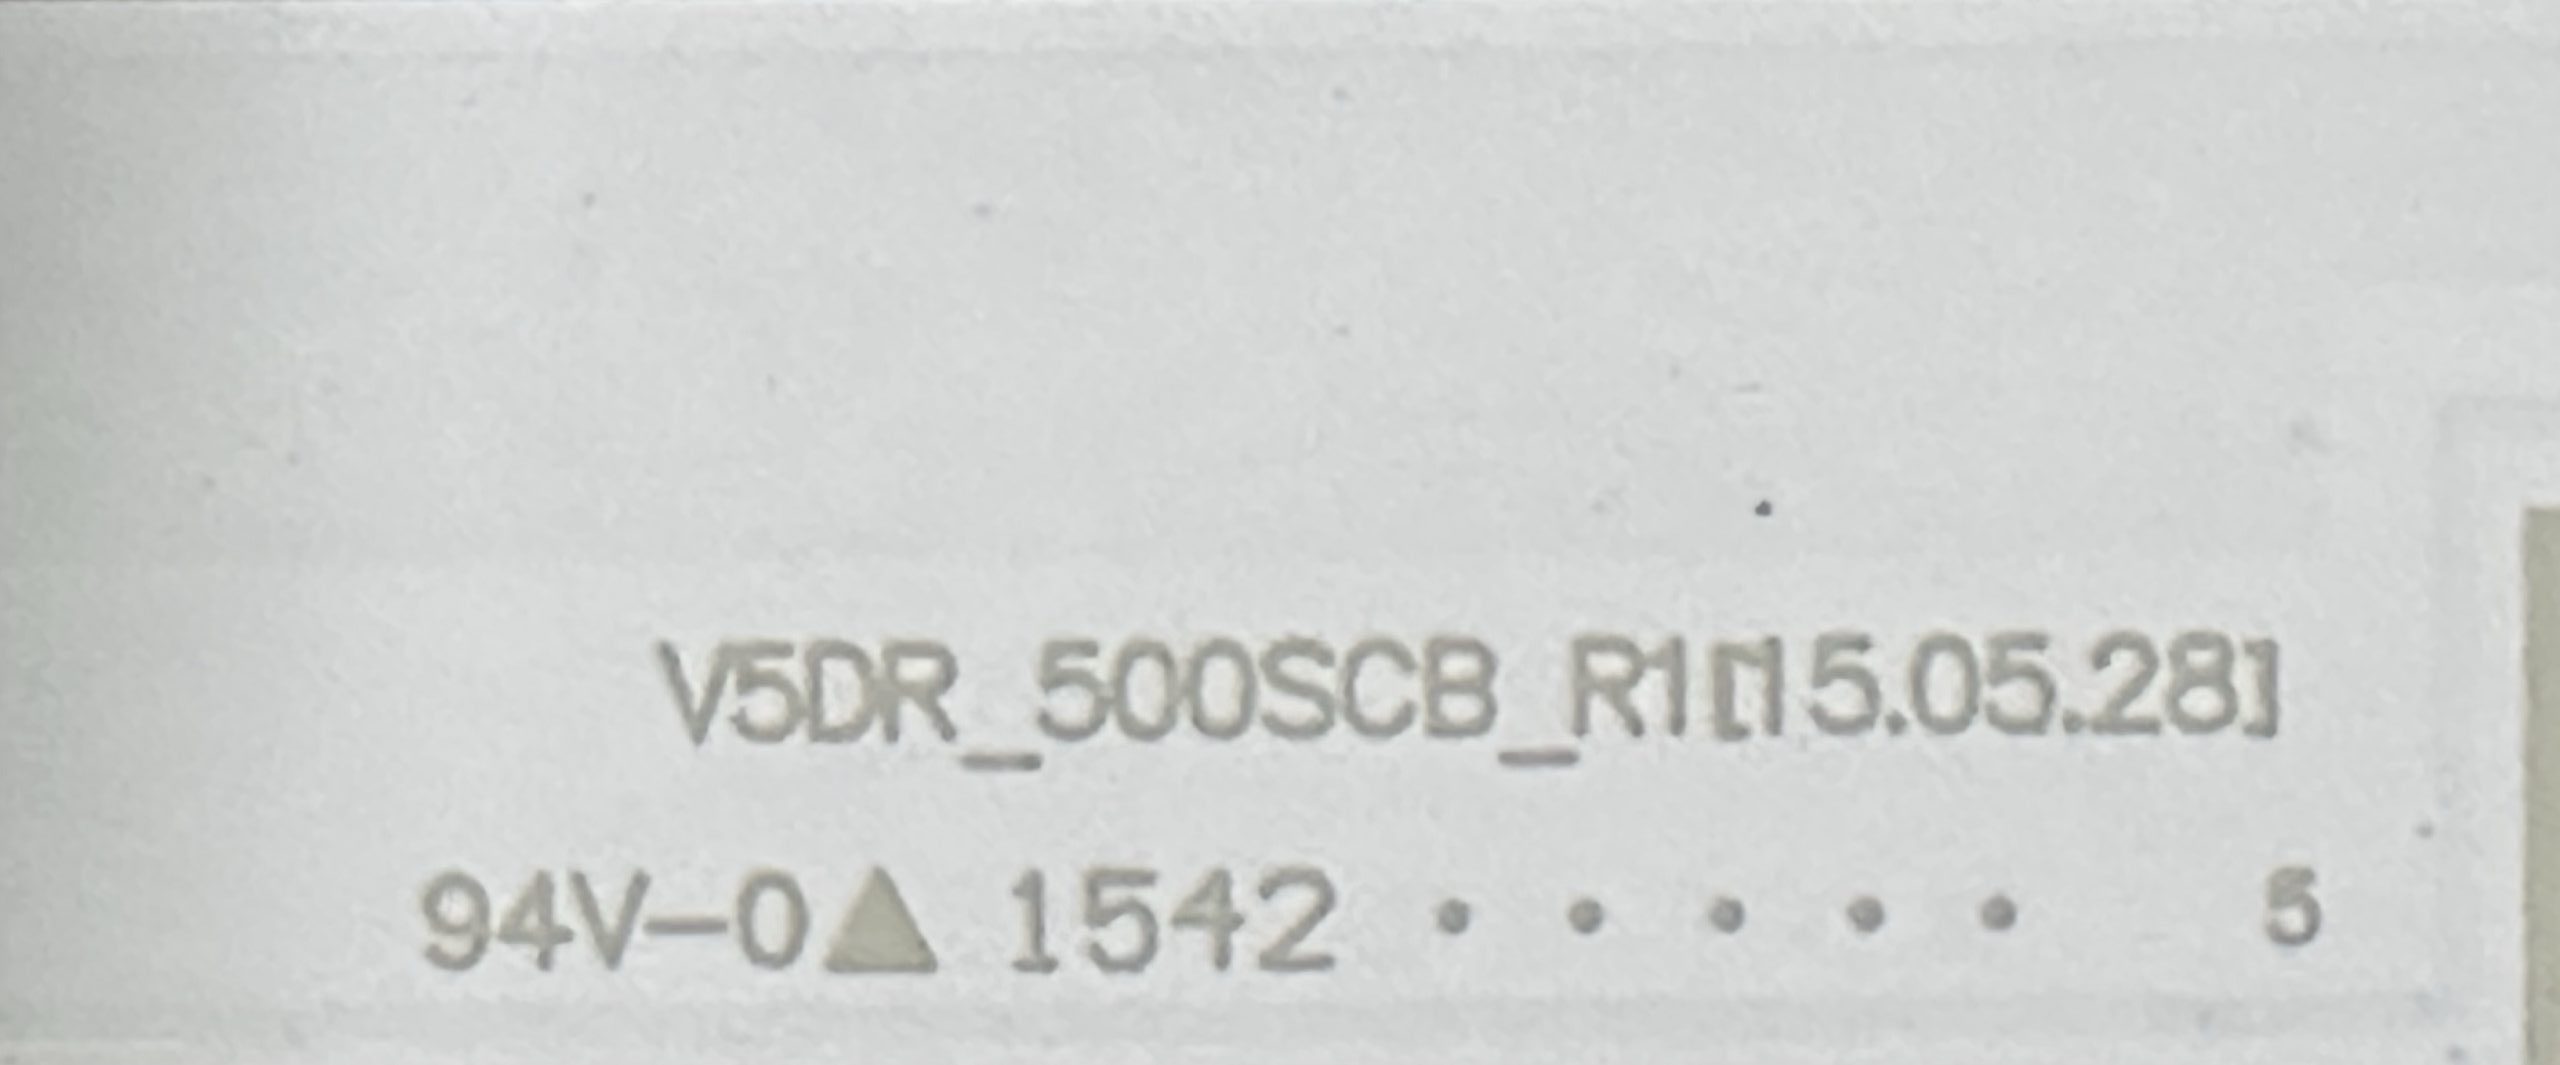 V5DR_500SCB_R1[15.05.28]
94V-0▲ 1542 • • • • • 5